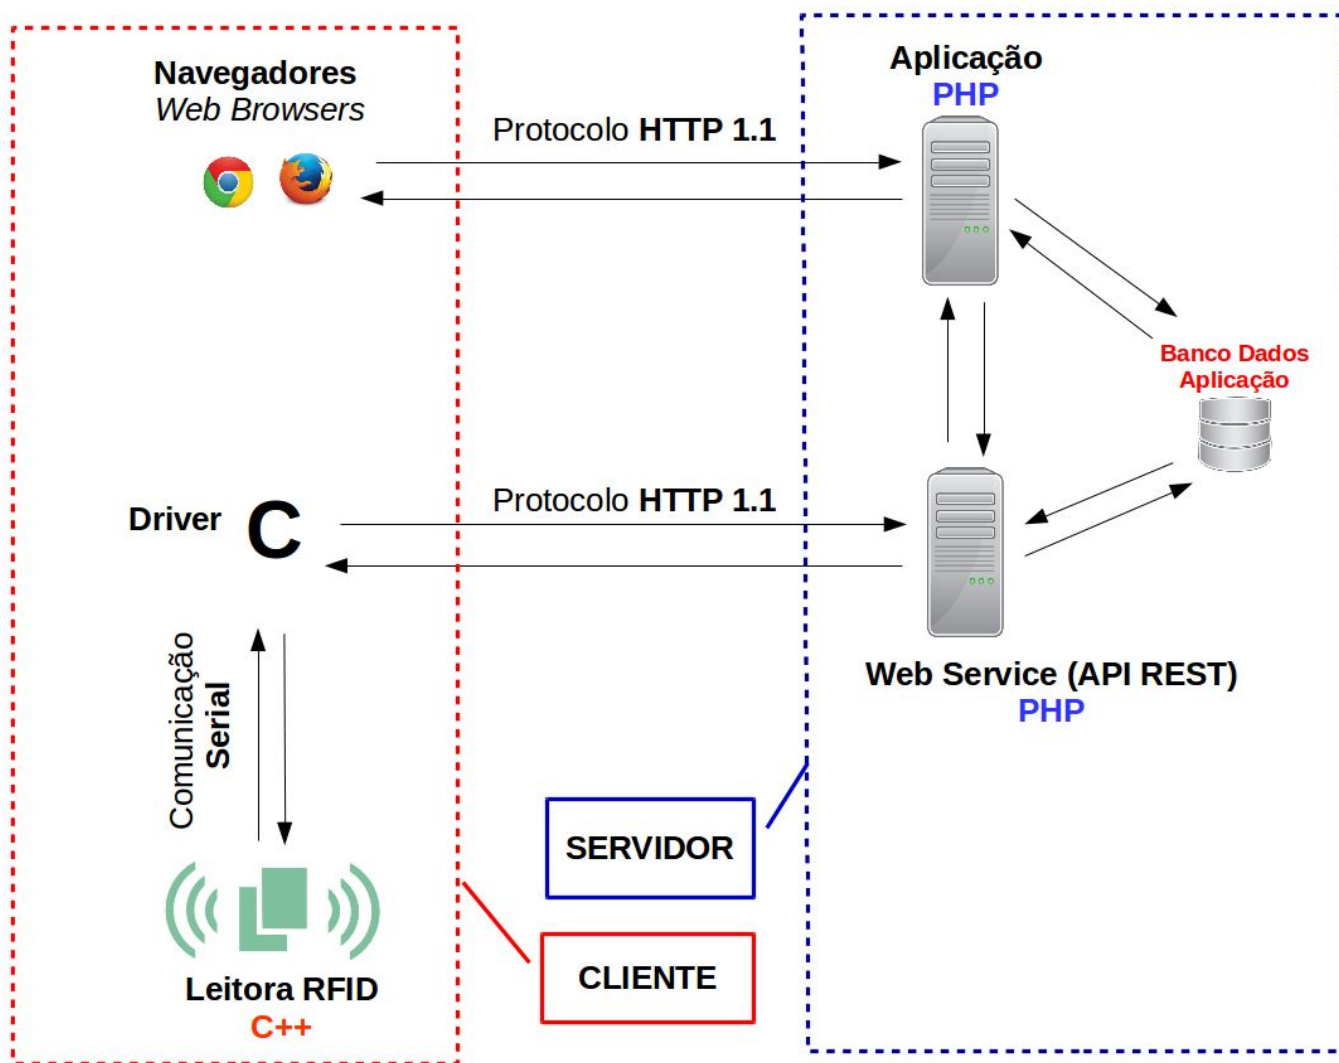 Navegadores
Web Browsers
Protocolo HTTP 1.1
Aplicação
PHP
Banco Dados
Aplicação
Driver C
Protocolo HTTP 1.1
Comunicação
Serial
Web Service (API REST)
PHP
SERVIDOR
CLIENTE
Leitora RFID
C++